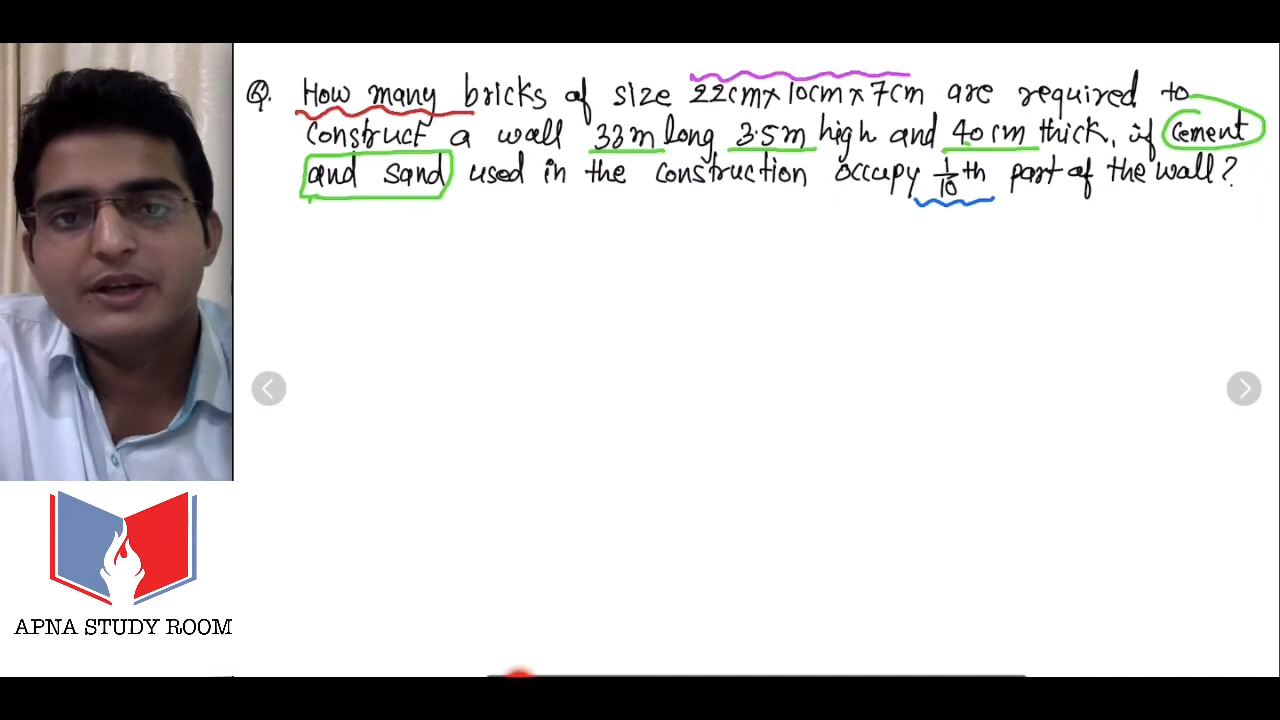 Q. How many bricks of size 22cm x 10cm x 7cm are required to
construct a wall 33m long 3.5m high and 40cm thick, if cement
and sand used in the construction occupy 1/10 th part of the wall?
APNA STUDY ROOM